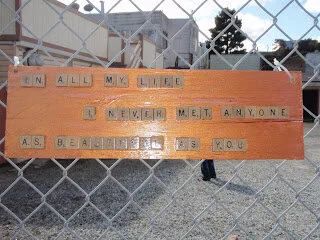 IN ALL MY LIFE
I NEVER MET ANYONE
AS BEAUTIFUL AS YOU